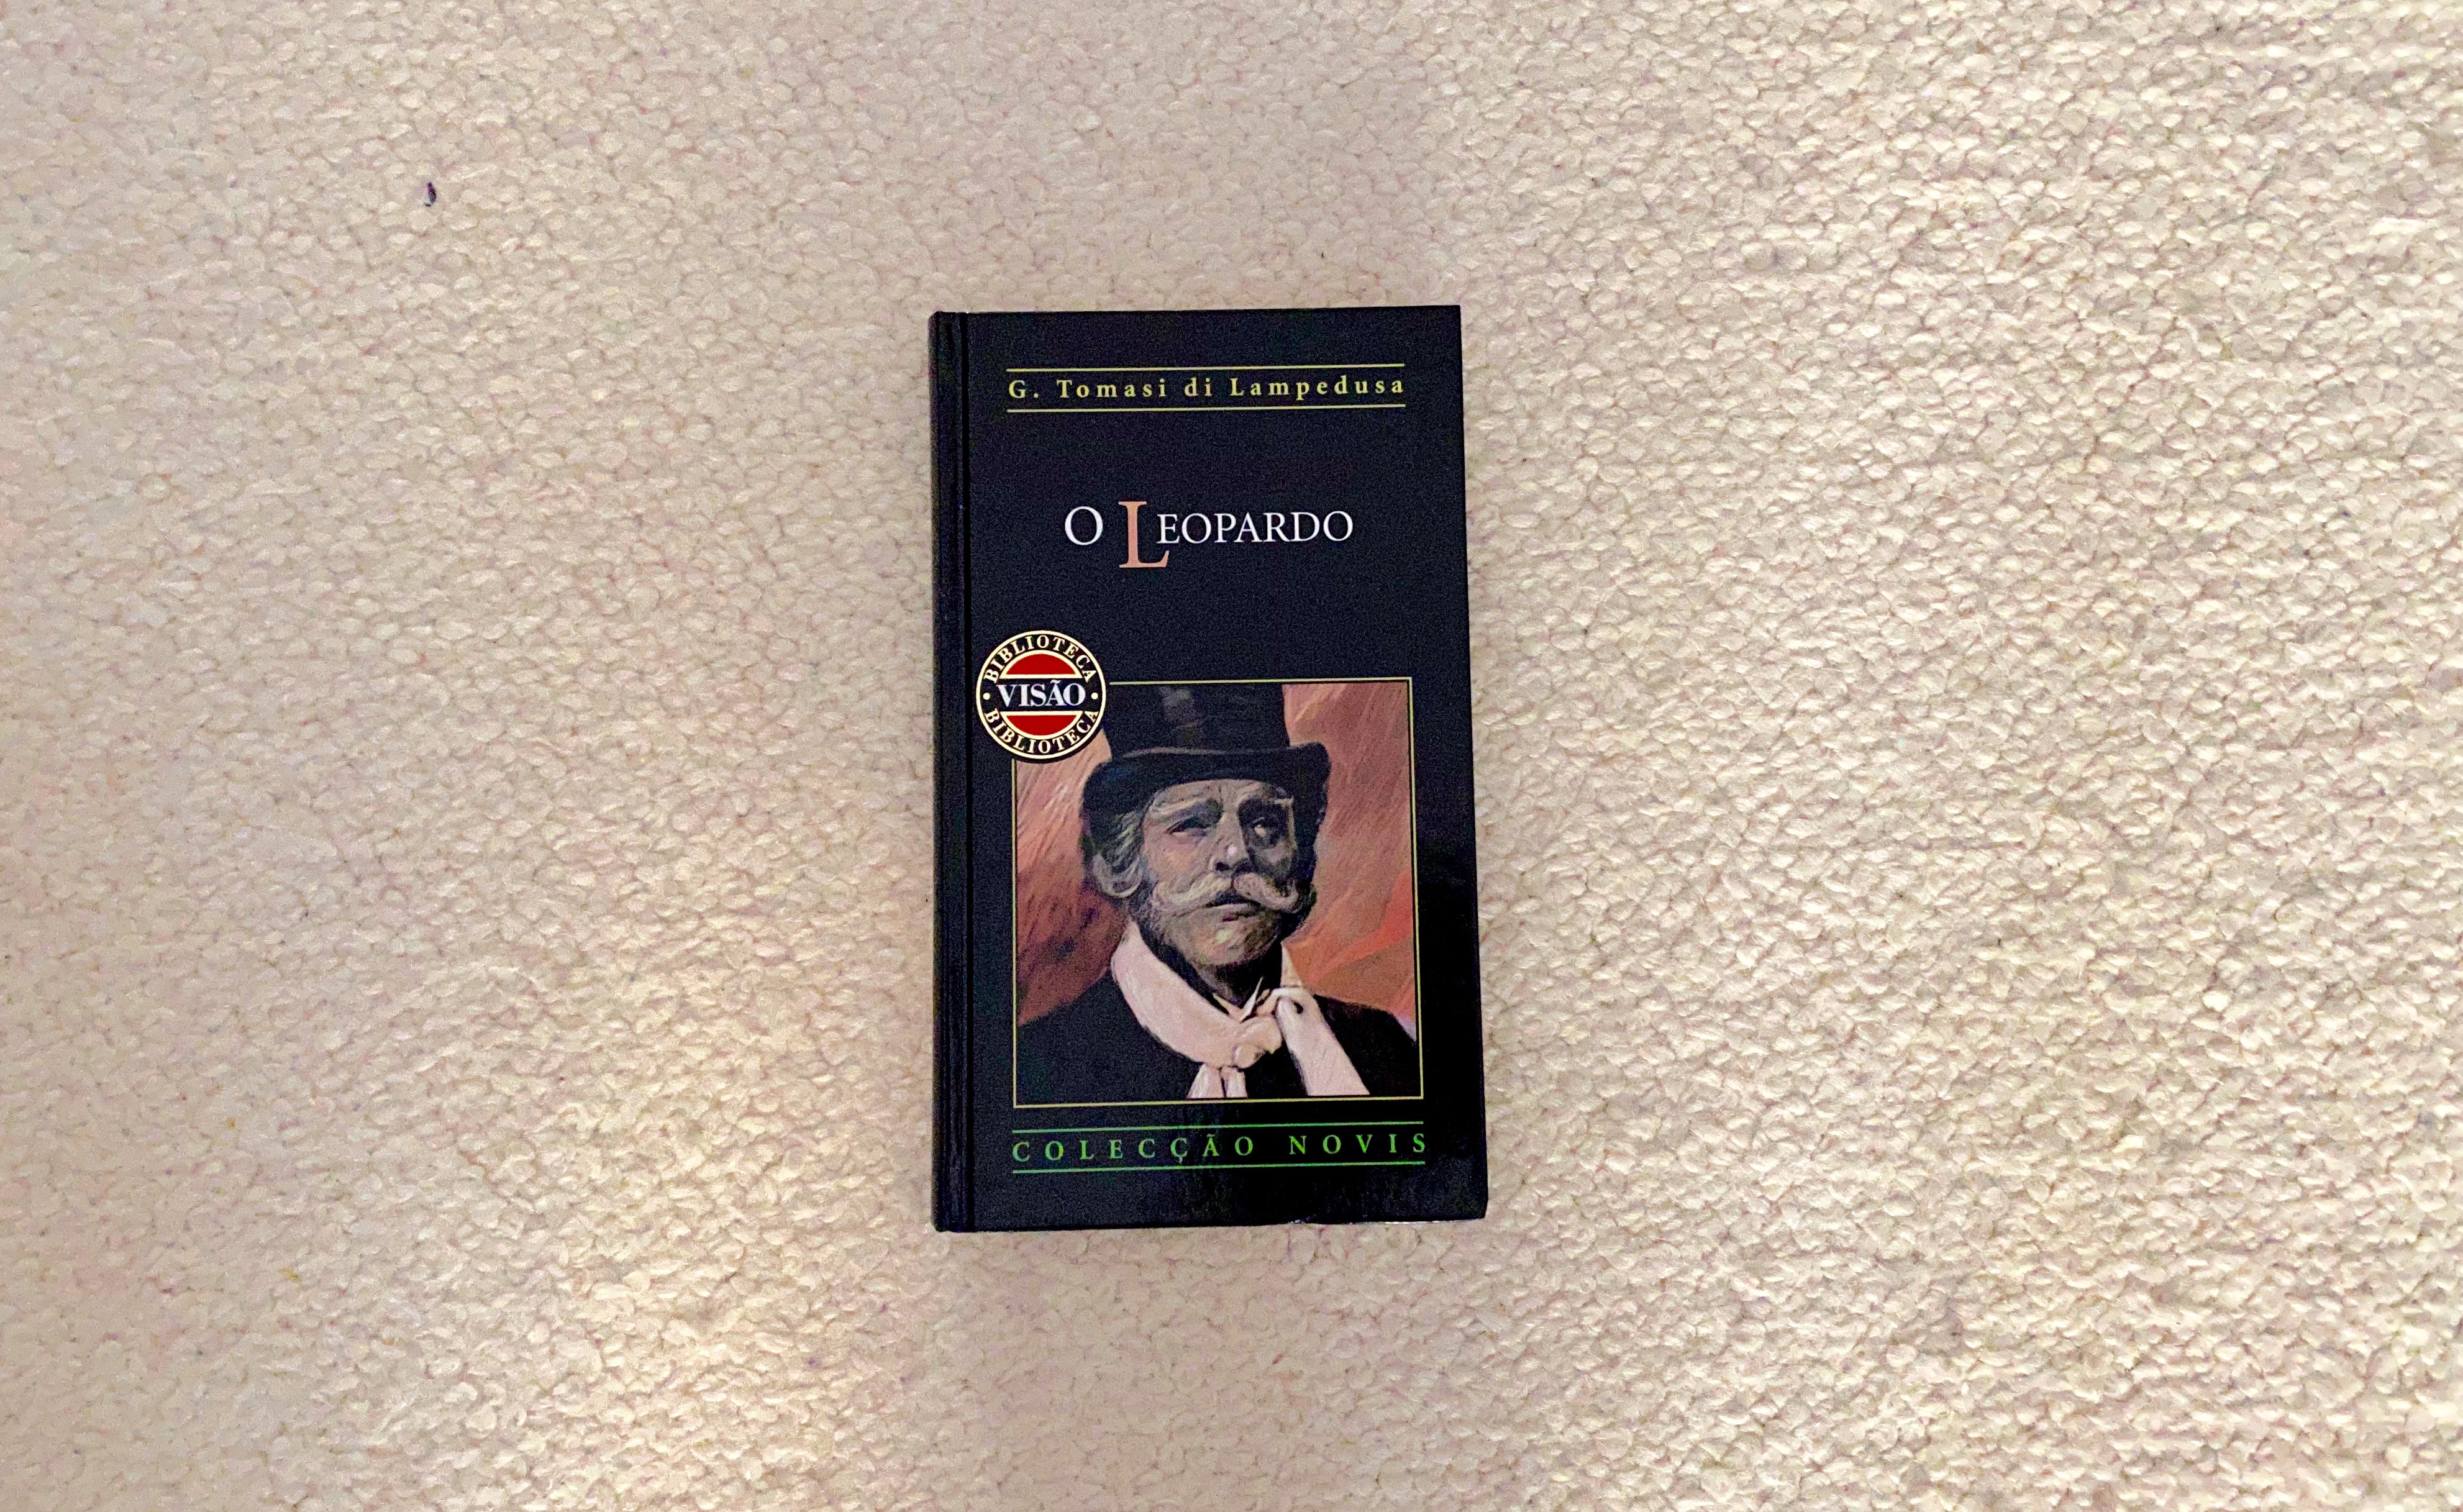 G. Tomasi di Lampedusa
O LEOPARDO
BIBLIOTECA
VISÃO
BIBLIOTECA
COLECÇÃO NOVIS